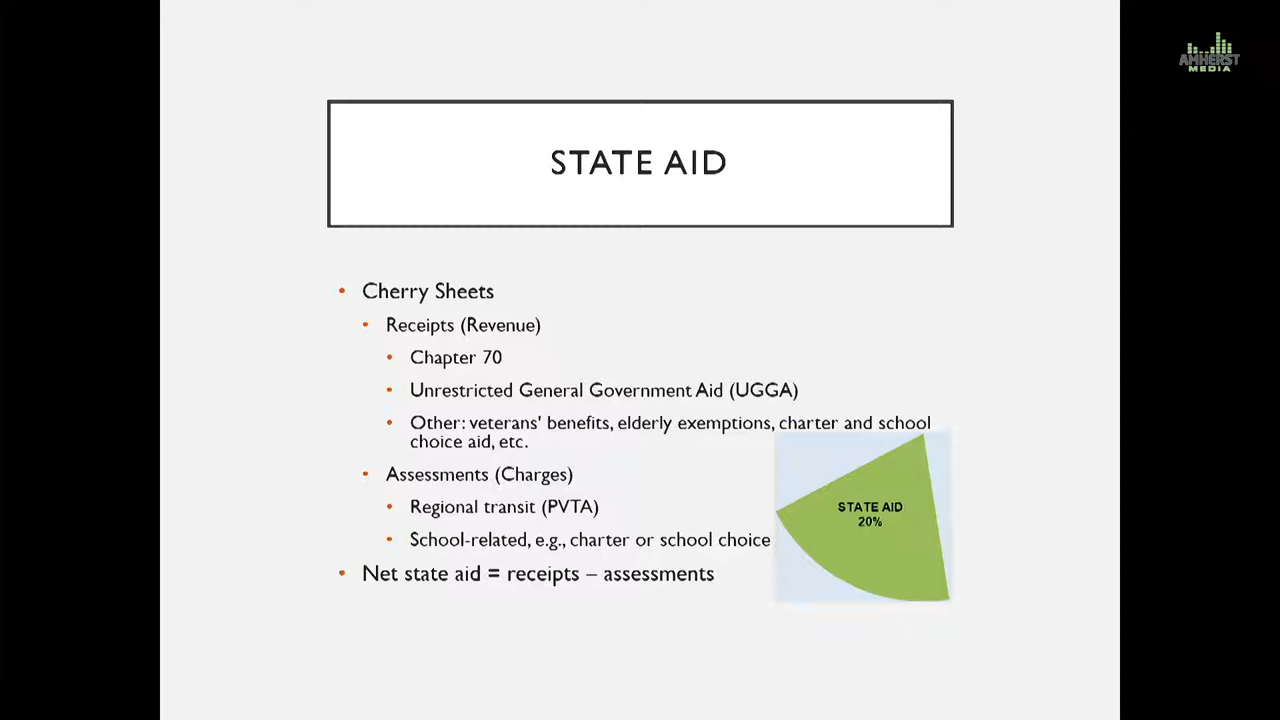 AMHERST
MEDIA
STATE AID
• Cherry Sheets
• Receipts (Revenue)
• Chapter 70
• Unrestricted General Government Aid (UGGA)
• Other: veterans' benefits, elderly exemptions, charter and school
choice aid, etc.
• Assessments (Charges)
• Regional transit (PVTA)
• School-related, e.g., charter or school choice
• Net state aid = receipts – assessments
STATE AID
20%